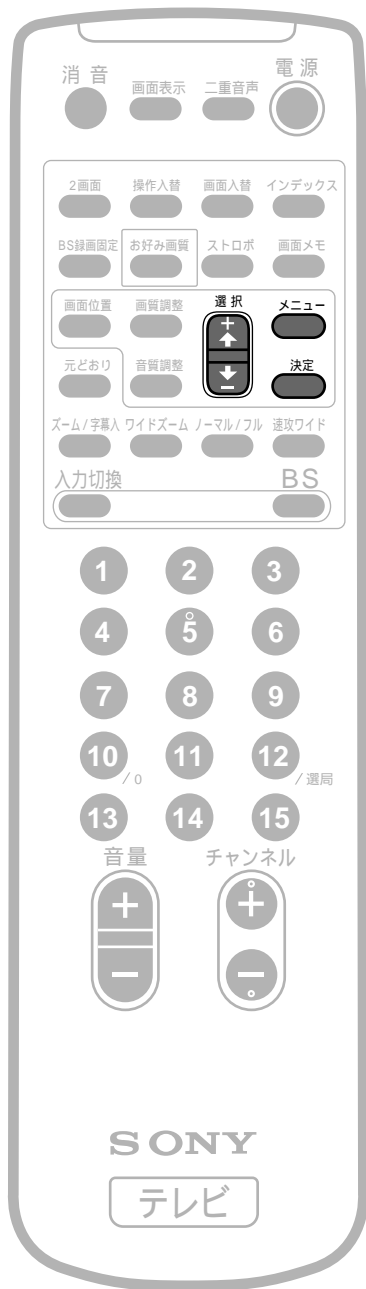 消音 画面表示 二重音声 電源
2画面 操作入替 画面入替 インデックス
BS録画固定 お好み画質 ストロボ 画面メモ
画面位置 画質調整 選択 メニュー
+
元どおり 音質調整 決定
−
ズーム/字幕入 ワイドズーム ノーマル/フル 速攻ワイド
入力切換 BS
1 2 3
4 5 6
7 8 9
10 11 12
/0 /選局
13 14 15
音量 チャンネル
+ +
− −
SONY
テレビ